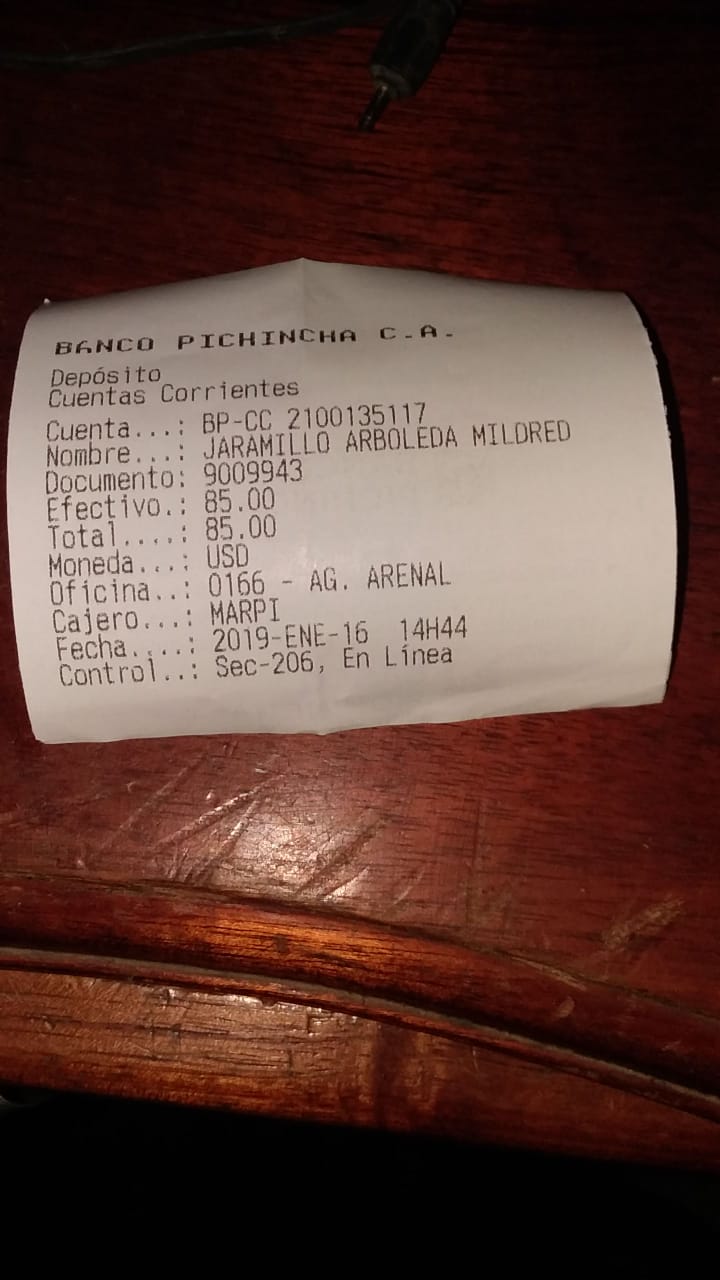 BANCO PICHINCHA C.A.
Depósito
Cuentas Corrientes
Cuenta...: BP-CC 2100135117
Nombre...: JARAMILLO ARBOLEDA MILDRED
Documento: 9009943
Efectivo.: 85.00
Total....: 85.00
Moneda...: USD
Oficina..: 0166 - AG. ARENAL
Cajero...: MARPI
Fecha....: 2019-ENE-16 14H44
Control..: Sec-206, En Línea